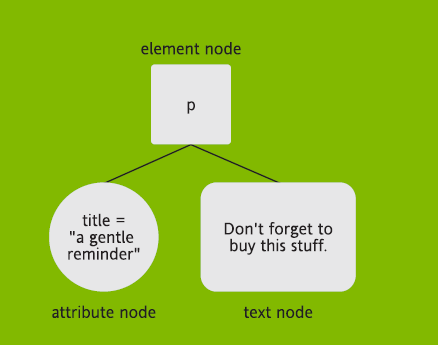 element node
p
title =
"a gentle
reminder"
Don't forget to
buy this stuff.
attribute node
text node